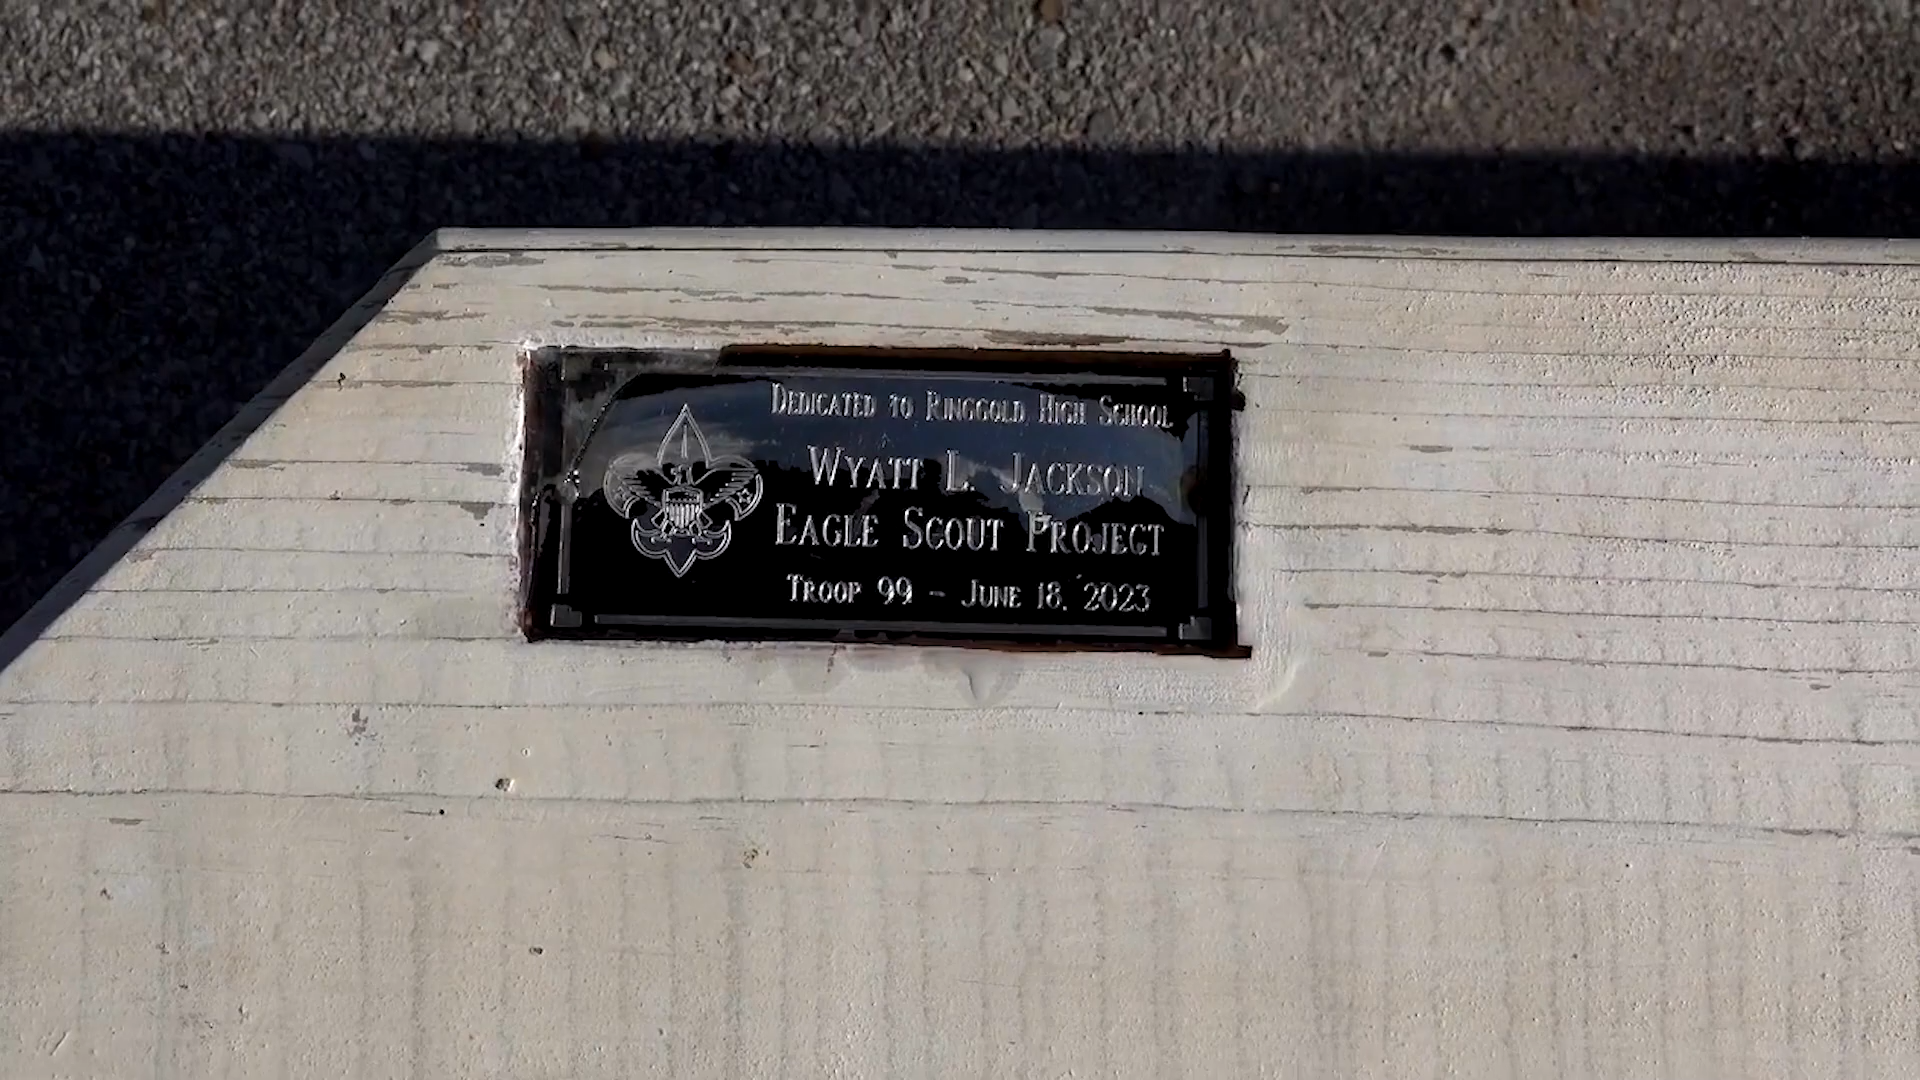 Dedicated to Ringgold High School
Wyatt L. Jackson
Eagle Scout Project
Troop 99 - June 18, 2023